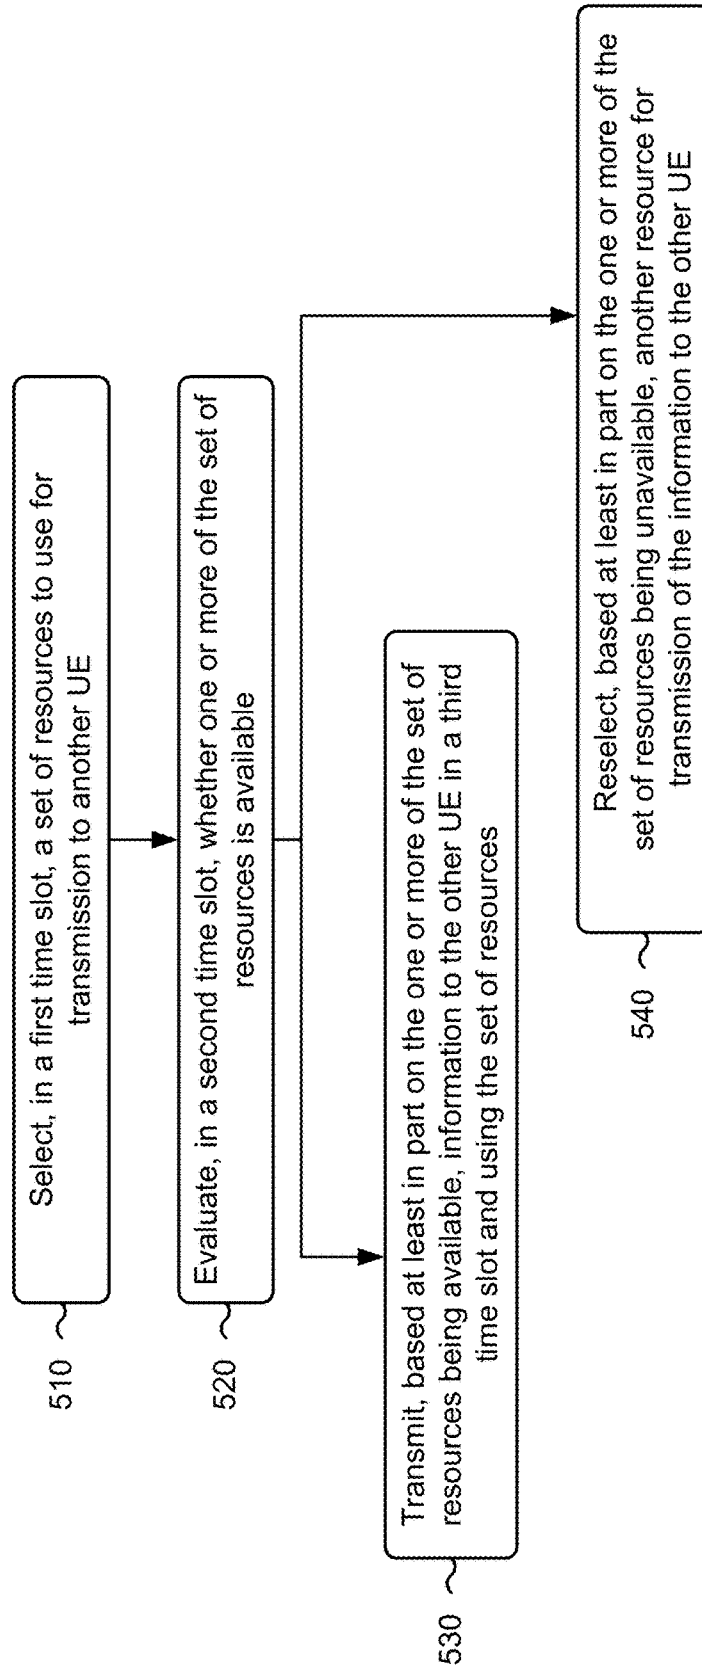 510
Select, in a first time slot, a set of resources to use for
transmission to another UE
520
Evaluate, in a second time slot, whether one or more of the set of
resources is available
530
Transmit, based at least in part on the one or more of the set of
resources being available, information to the other UE in a third
time slot and using the set of resources
540
Reselect, based at least in part on the one or more of the
set of resources being unavailable, another resource for
transmission of the information to the other UE